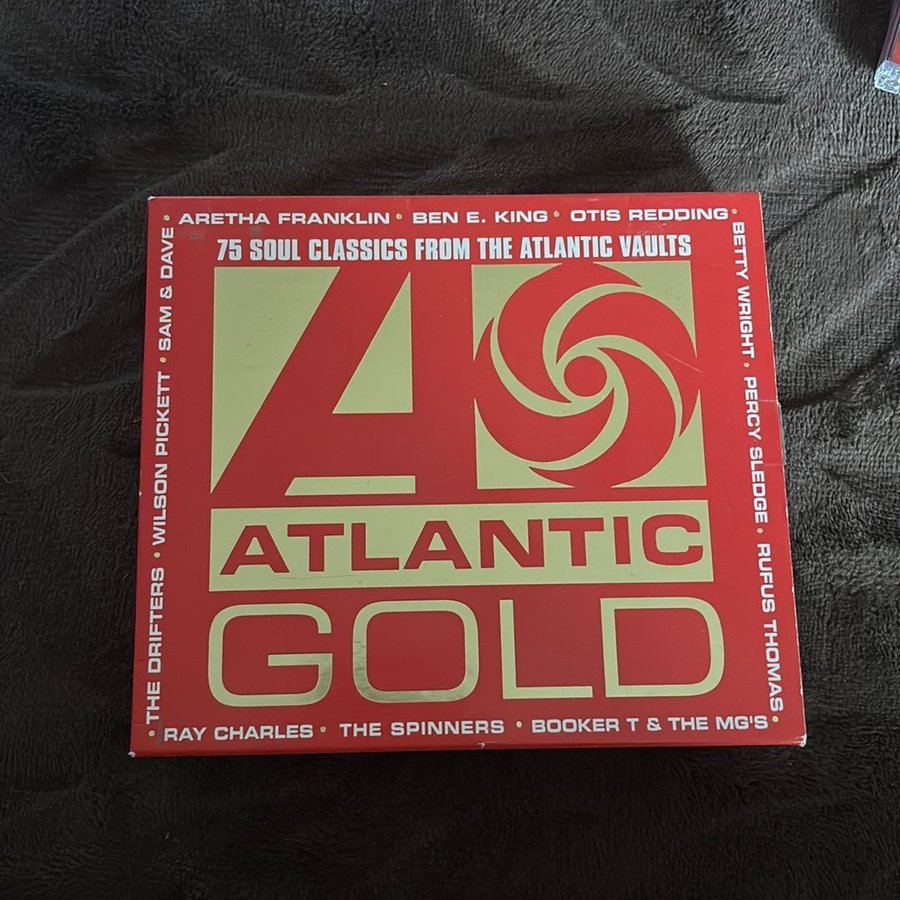 • ARETHA FRANKLIN • BEN E. KING • OTIS REDDING •
75 SOUL CLASSICS FROM THE ATLANTIC VAULTS
BETTY WRIGHT • PERCY SLEDGE • RUFUS THOMAS •
THE DRIFTERS • WILSON PICKETT • SAM & DAVE
A
ATLANTIC
GOLD
• RAY CHARLES • THE SPINNERS • BOOKER T & THE MG'S